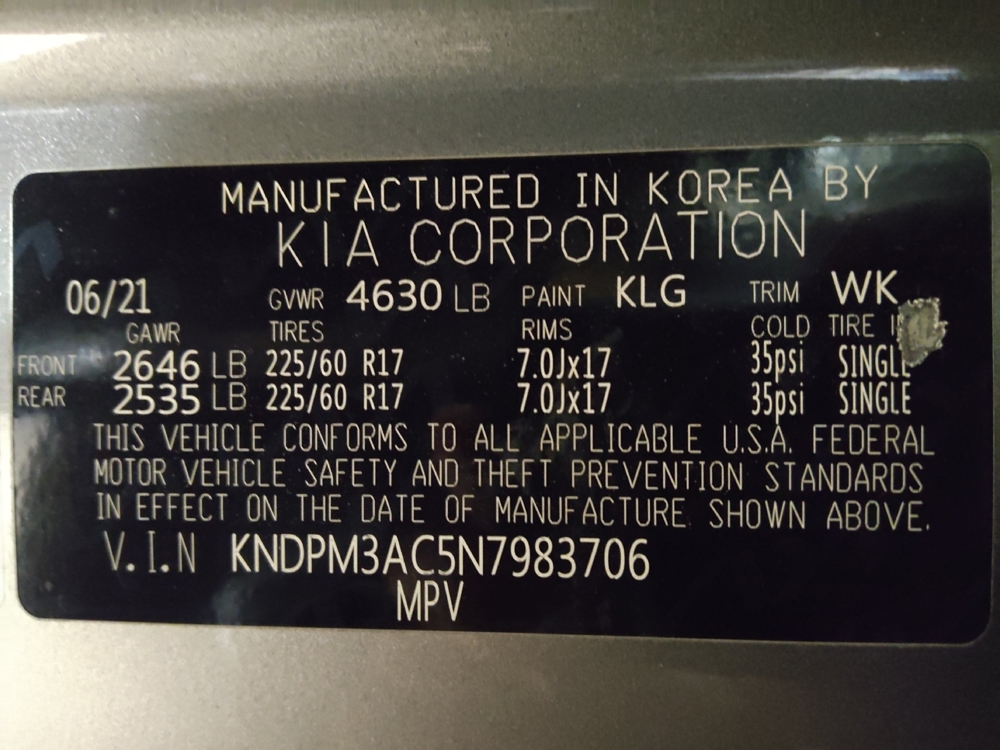 MANUFACTURED IN KOREA BY
KIA CORPORATION
06/21 GVWR 4630 LB PAINT KLG TRIM WK
GAWR TIRES RIMS COLD TIRE
FRONT 2646 LB 225/60 R17 7.0Jx17 35psi SINGLE
REAR 2535 LB 225/60 R17 7.0Jx17 35psi SINGLE
THIS VEHICLE CONFORMS TO ALL APPLICABLE U.S.A. FEDERAL
MOTOR VEHICLE SAFETY AND THEFT PREVENTION STANDARDS
IN EFFECT ON THE DATE OF MANUFACTURE SHOWN ABOVE.
V.I.N KNDPM3AC5N7983706
MPV